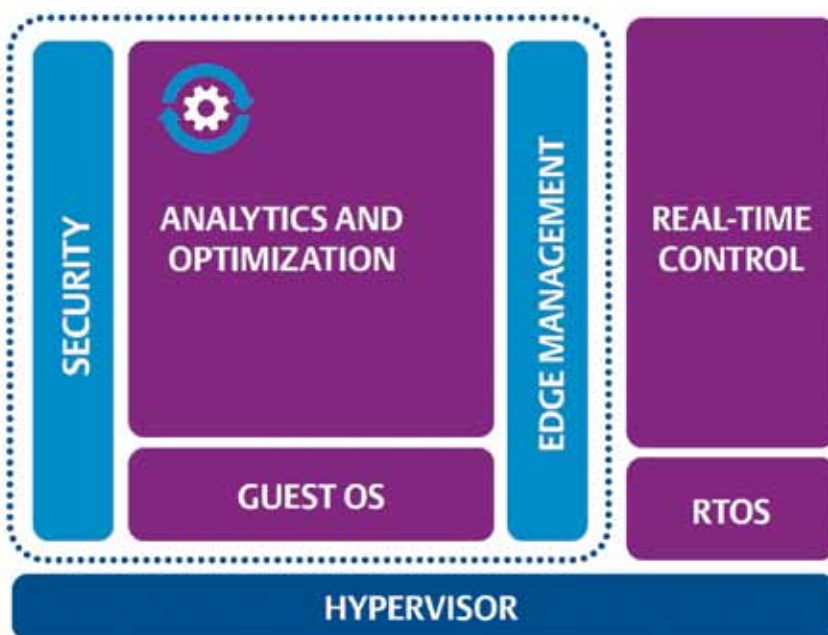 SECURITY
ANALYTICS AND
OPTIMIZATION
EDGE MANAGEMENT
REAL-TIME
CONTROL
GUEST OS
RTOS
HYPERVISOR